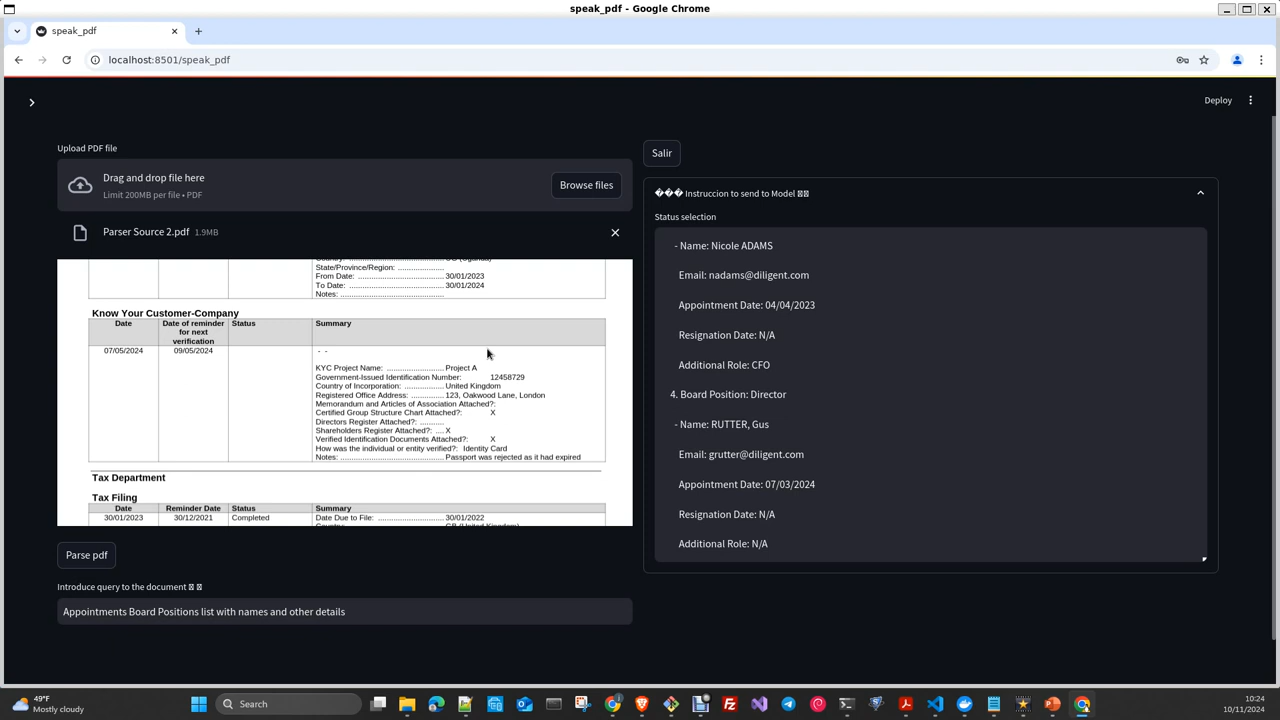 speak_pdf - Google Chrome
speak_pdf
localhost:8501/speak_pdf
Deploy
Upload PDF file
Drag and drop file here
Limit 200MB per file • PDF
Browse files
Parser Source 2.pdf 1.9MB
State/Province/Region: ..................
From Date: ..................................... 30/01/2023
To Date: ......................................... 30/01/2024
Notes: ..........................................
Know Your Customer-Company
Date Date of reminder for next verification Status Summary
07/05/2024 09/05/2024 - -
KYC Project Name: ........................ Project A
Government-Issued Identification Number: 12458729
Country of Incorporation: .................. United Kingdom
Registered Office Address: ............... 123, Oakwood Lane, London
Memorandum and Articles of Association Attached?:
Certified Group Structure Chart Attached?: X
Directors Register Attached?: ........
Shareholders Register Attached?: .... X
Verified Identification Documents Attached?: X
How was the individual or entity verified?: Identity Card
Notes: .......................................... Passport was rejected as it had expired
Tax Department
Tax Filing
Date Reminder Date Status Summary
30/01/2023 30/12/2021 Completed Date Due to File: ........................... 30/01/2022
Parse pdf
Introduce query to the document
Appointments Board Positions list with names and other details
Salir
Instruccion to send to Model
Status selection
- Name: Nicole ADAMS
Email: nadams@diligent.com
Appointment Date: 04/04/2023
Resignation Date: N/A
Additional Role: CFO
4. Board Position: Director
- Name: RUTTER, Gus
Email: grutter@diligent.com
Appointment Date: 07/03/2024
Resignation Date: N/A
Additional Role: N/A
49°F
Mostly cloudy
Search
10:24
10/11/2024